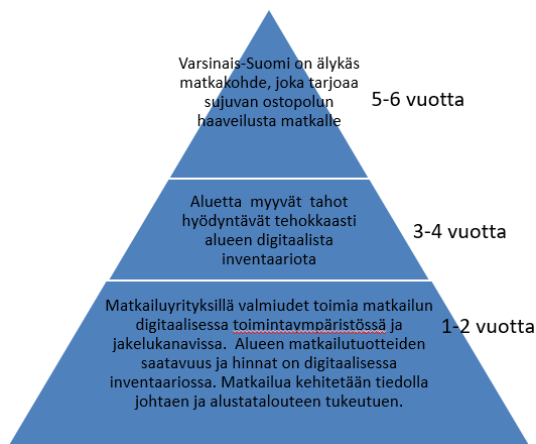 Varsinais-Suomi on älykäs
matkakohde, joka tarjoaa
sujuvan ostopolun
haaveilusta matkalle
5-6 vuotta
Aluetta myyvät tahot
hyödyntävät tehokkaasti
alueen digitaalista
inventaariota
3-4 vuotta
Matkailuyrityksillä valmiudet toimia matkailun
digitaalisessa toimintaympäristössä ja
jakelukanavissa. Alueen matkailutuotteiden
saatavuus ja hinnat on digitaalisessa
inventaariossa. Matkailua kehitetään tiedolla
johtaen ja alustatalouteen tukeutuen.
1-2 vuotta